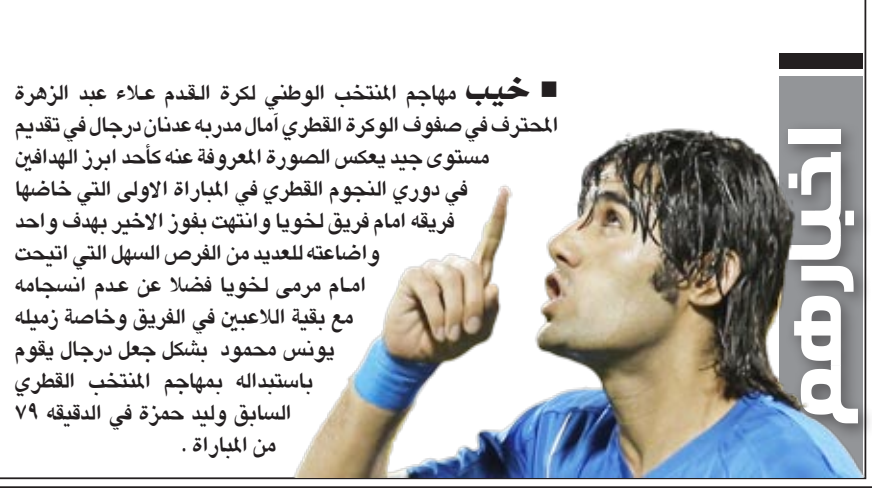 اخبارهم
■ خيب مهاجم المنتخب الوطني لكرة القدم علاء عبد الزهرة
المحترف في صفوف الوكرة القطري آمال مدربه عدنان درجال في تقديم
مستوى جيد يعكس الصورة المعروفة عنه كأحد ابرز الهدافين
في دوري النجوم القطري في المباراة الاولى التي خاضها
فريقه امام فريق لخويا وانتهت بفوز الاخير بهدف واحد
واضاعته للعديد من الفرص السهل التي اتيحت
امام مرمى لخويا فضلا عن عدم انسجامه
مع بقية اللاعبين في الفريق وخاصة زميله
يونس محمود بشكل جعل درجال يقوم
باستبداله بمهاجم المنتخب القطري
السابق وليد حمزة في الدقيقه ٧٩
من المباراة .